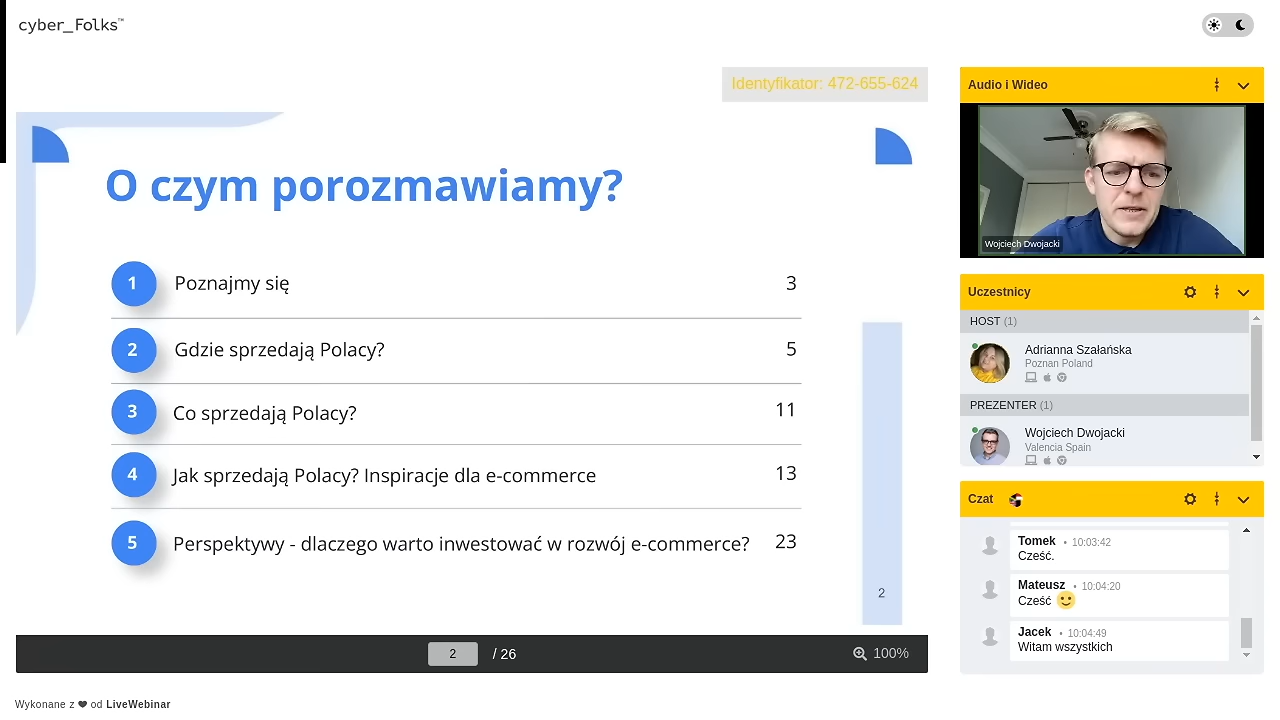 cyber_Folks™
Identyfikator: 472-655-624
O czym porozmawiamy?
1 Poznajmy się 3
2 Gdzie sprzedają Polacy? 5
3 Co sprzedają Polacy? 11
4 Jak sprzedają Polacy? Inspiracje dla e-commerce 13
5 Perspektywy - dlaczego warto inwestować w rozwój e-commerce? 23
2
2 / 26
100%
Wykonane z ❤ od LiveWebinar
Audio i Wideo
Wojciech Dwojacki
Uczestnicy
HOST (1)
Adrianna Szałańska
Poznan Poland
PREZENTER (1)
Wojciech Dwojacki
Valencia Spain
Czat
Tomek • 10:03:42
Cześć.
Mateusz • 10:04:20
Cześć 🙂
Jacek • 10:04:49
Witam wszystkich